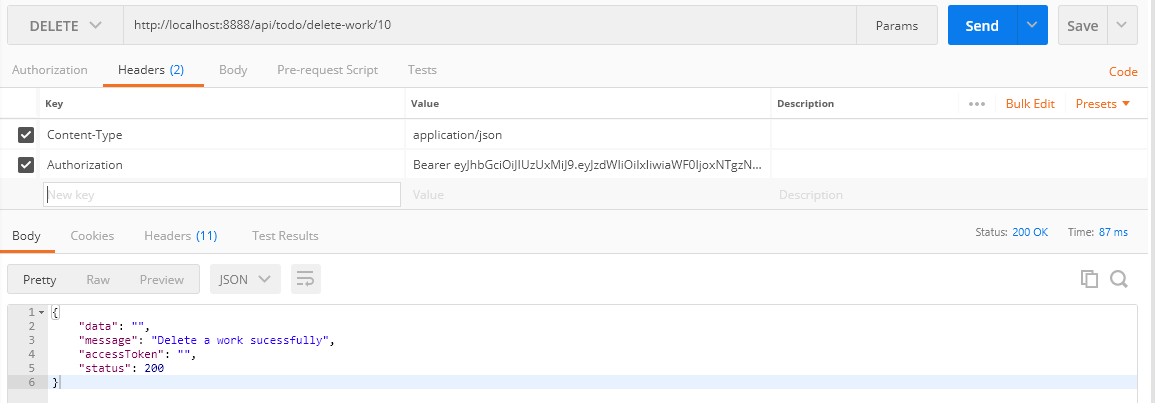 DELETE http://localhost:8888/api/todo/delete-work/10 Params Send Save
Authorization Headers (2) Body Pre-request Script Tests Code
Key Value Description ••• Bulk Edit Presets
Content-Type application/json
Authorization Bearer eyJhbGciOiJIUzUxMiJ9.eyJzdWIiOiIxIiwiaWF0IjoxNTgzN...
New key Value Description
Body Cookies Headers (11) Test Results Status: 200 OK Time: 87 ms
Pretty Raw Preview JSON
1 {
2 "data": "",
3 "message": "Delete a work sucessfully",
4 "accessToken": "",
5 "status": 200
6 }